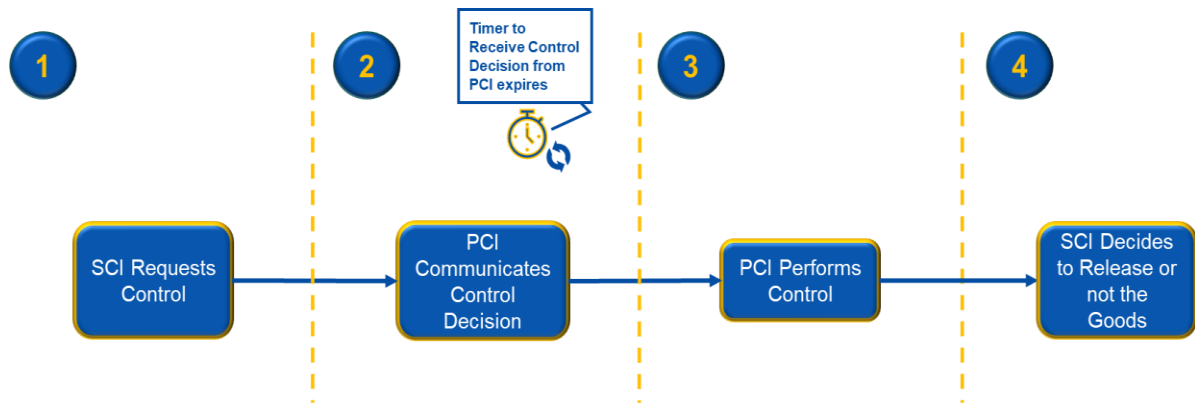 1
2
Timer to
Receive Control
Decision from
PCI expires
3
4
SCI Requests
Control
PCI
Communicates
Control
Decision
PCI Performs
Control
SCI Decides
to Release or
not the
Goods